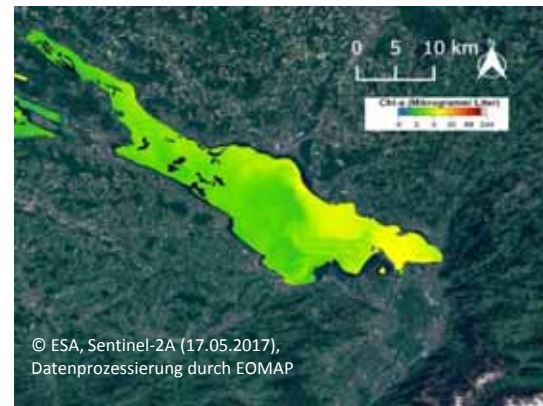 0 5 10 km
Chl-a (Mikrogramm Liter)
© ESA, Sentinel-2A (17.05.2017),
Datenprozessierung durch EOMAP